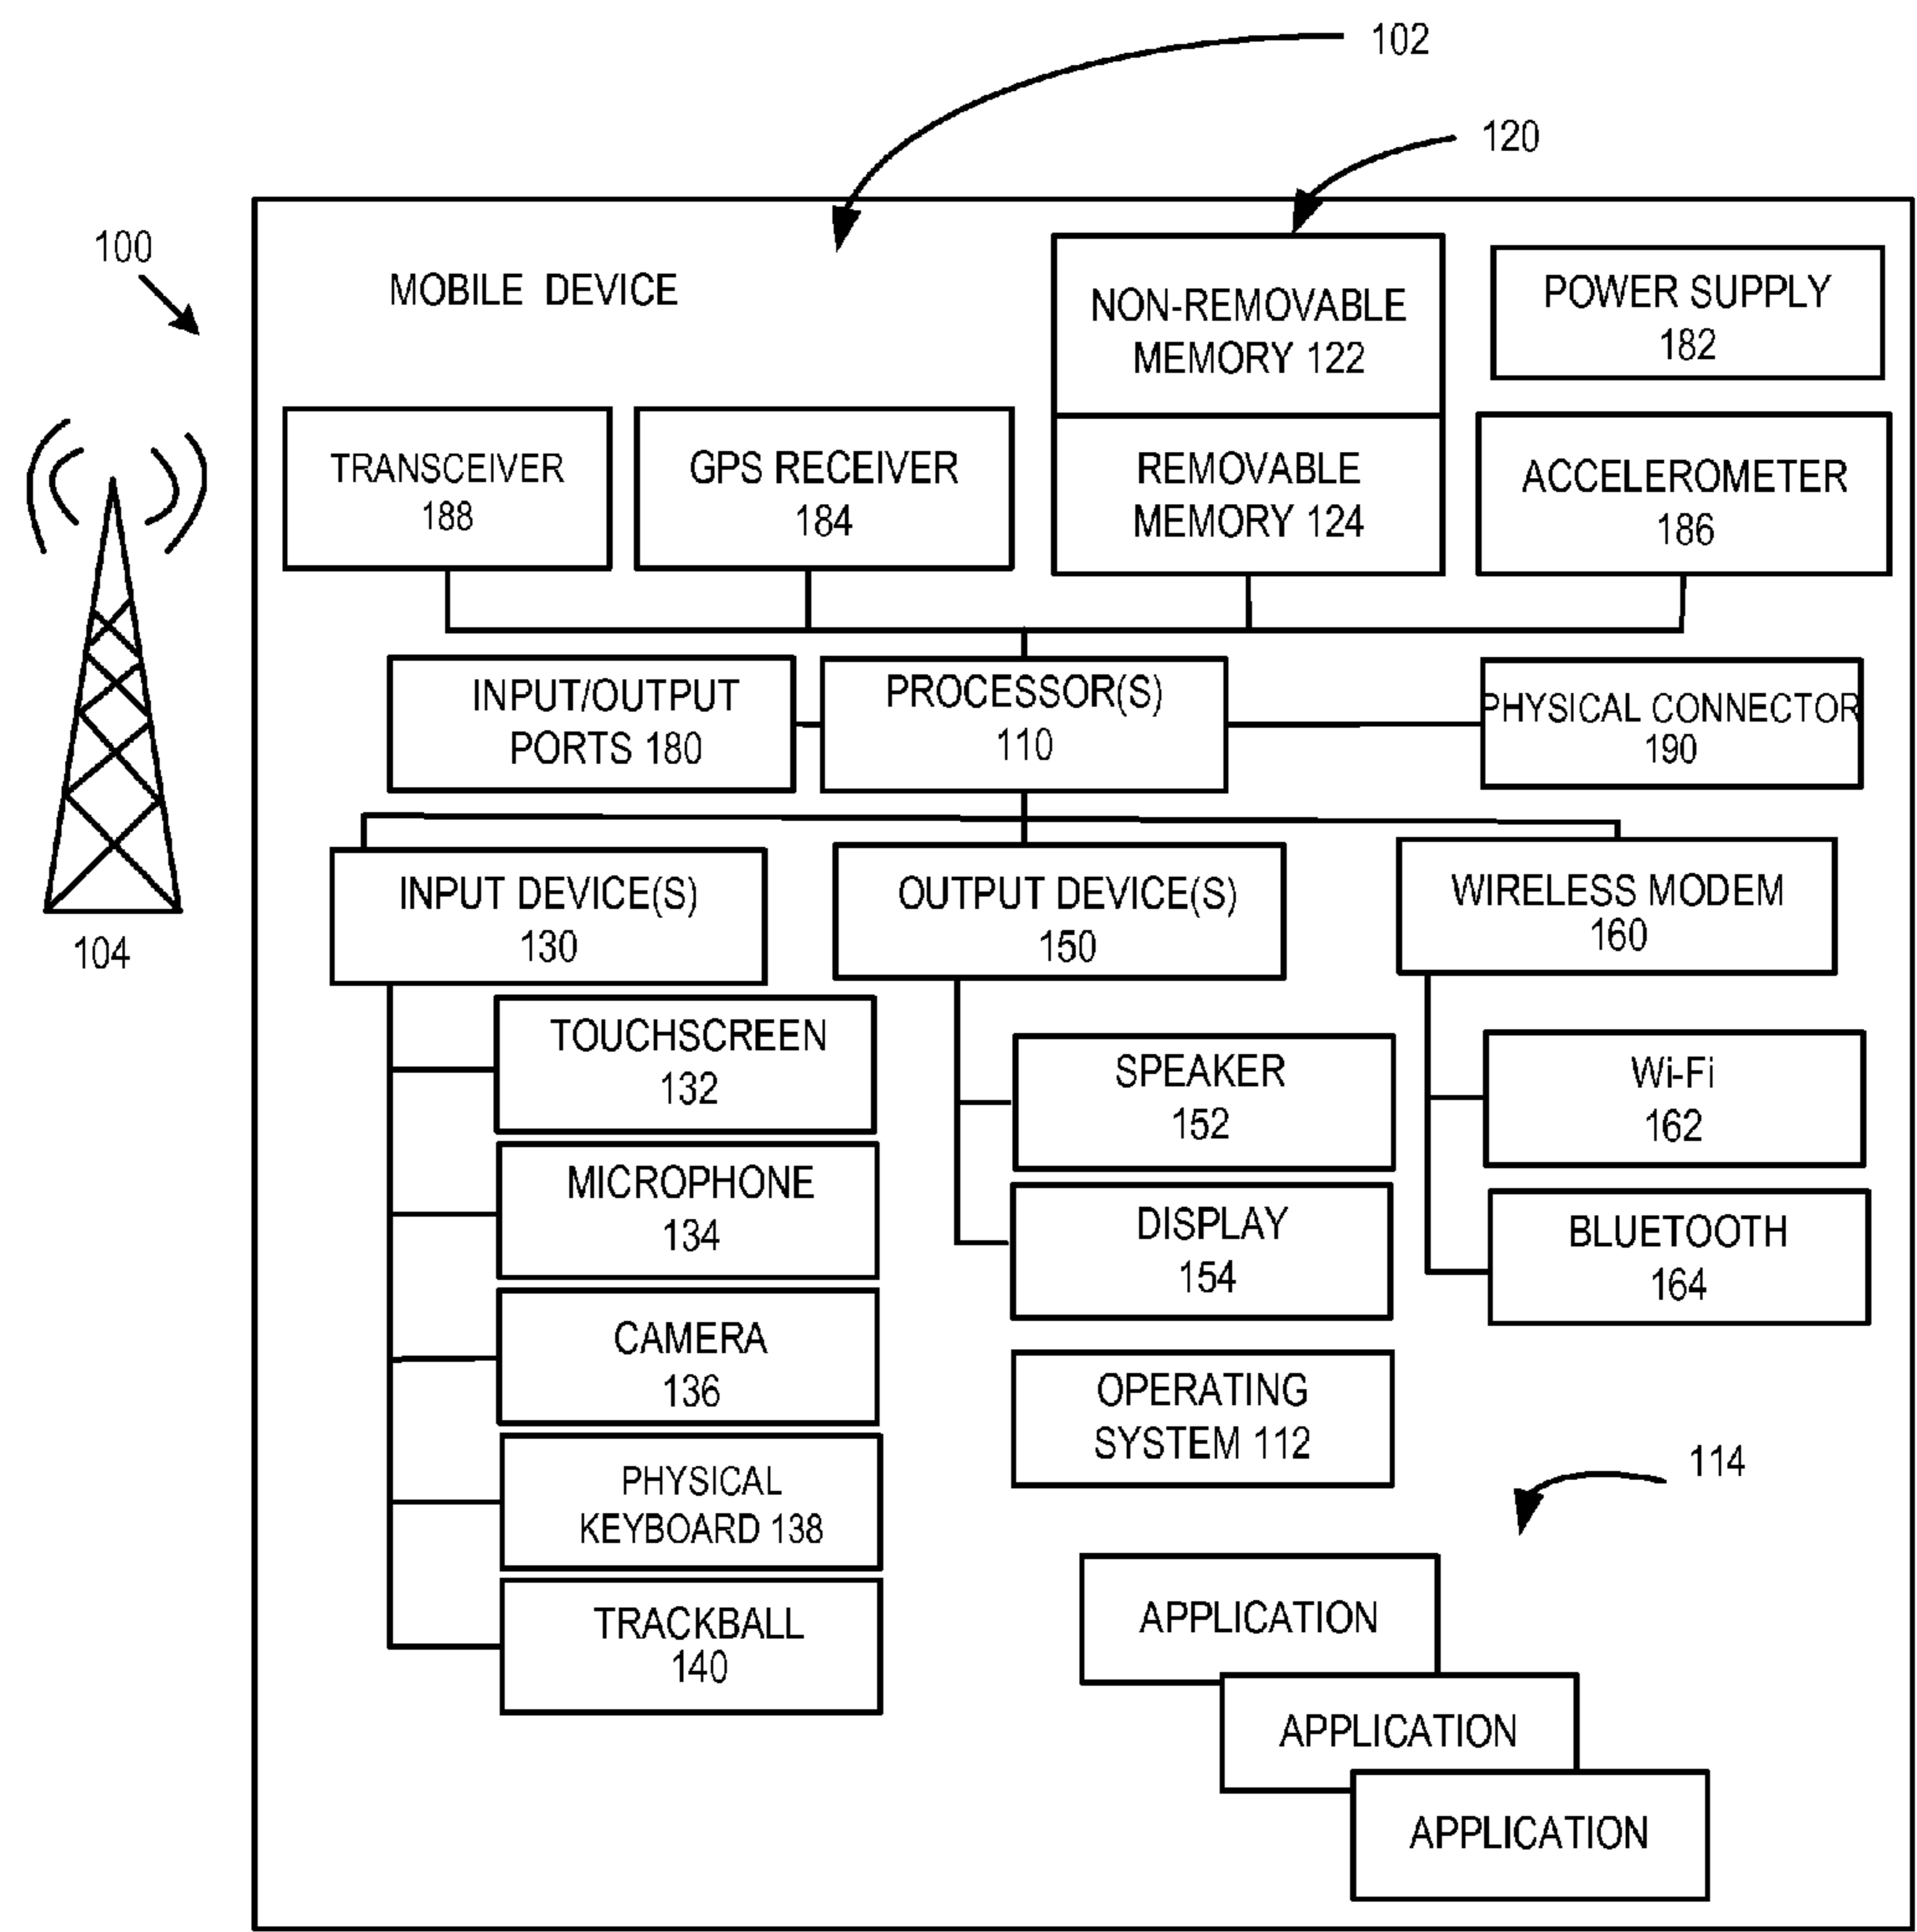 102
120
100
MOBILE DEVICE
NON-REMOVABLE
MEMORY 122
POWER SUPPLY
182
TRANSCEIVER
188
GPS RECEIVER
184
REMOVABLE
MEMORY 124
ACCELEROMETER
186
INPUT/OUTPUT
PORTS 180
PROCESSOR(S)
110
PHYSICAL CONNECTOR
190
104
INPUT DEVICE(S)
130
OUTPUT DEVICE(S)
150
WIRELESS MODEM
160
TOUCHSCREEN
132
SPEAKER
152
Wi-Fi
162
MICROPHONE
134
DISPLAY
154
BLUETOOTH
164
CAMERA
136
OPERATING
SYSTEM 112
PHYSICAL
KEYBOARD 138
114
TRACKBALL
140
APPLICATION
APPLICATION
APPLICATION